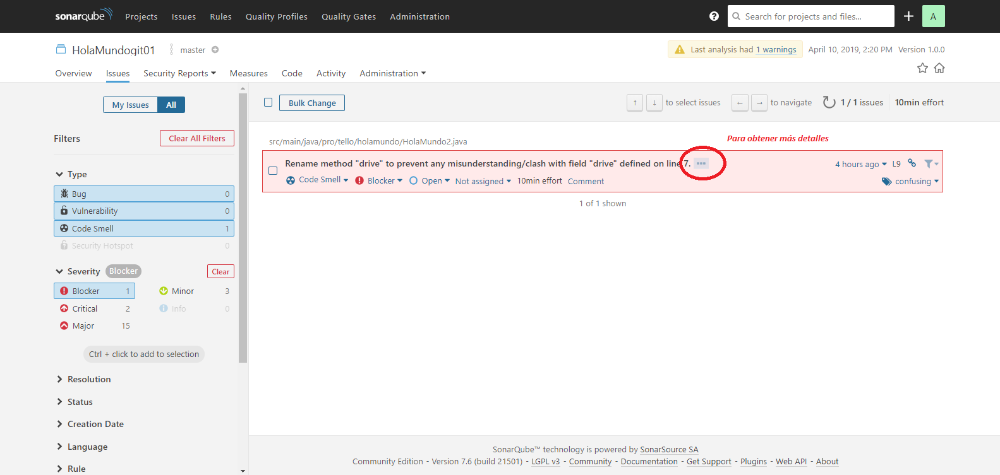 sonarqube Projects Issues Rules Quality Profiles Quality Gates Administration ? Search for projects and files... + A
HolaMundogit01 master Last analysis had 1 warnings April 10, 2019, 2:20 PM Version 1.0.0
Overview Issues Security Reports Measures Code Activity Administration
My Issues All
Bulk Change ↑ ↓ to select issues ← → to navigate 1 / 1 issues 10min effort
Filters Clear All Filters
src/main/java/pro/tello/holamundo/HolaMundo2.java
Para obtener más detalles
Rename method "drive" to prevent any misunderstanding/clash with field "drive" defined on line 7. 4 hours ago L9
Code Smell Blocker Open Not assigned 10min effort Comment confusing
1 of 1 shown
Type
Bug 0
Vulnerability 0
Code Smell 1
Security Hotspot 0
Severity Blocker Clear
Blocker 1 Minor 3
Critical 2 Info 0
Major 15
Ctrl + click to add to selection
Resolution
Status
Creation Date
Language
Rule
SonarQube™ technology is powered by SonarSource SA
Community Edition - Version 7.6 (build 21501) - LGPL v3 - Community - Documentation - Get Support - Plugins - Web API - About